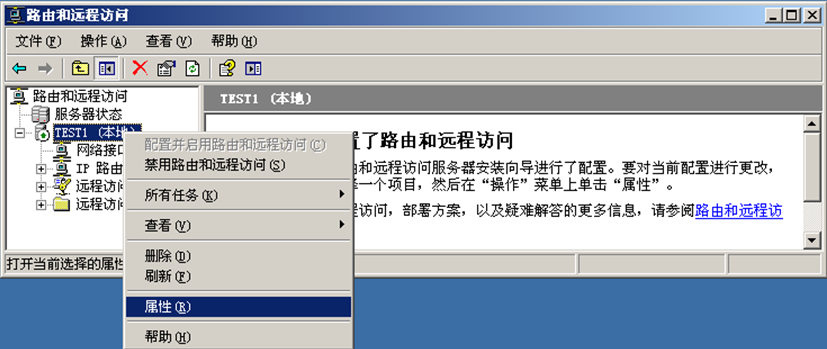 路由和远程访问
文件(F) 操作(A) 查看(V) 帮助(H)
路由和远程访问
服务器状态
TEST1 (本地)
网络接口
IP 路由
远程访问
远程访问
TEST1 (本地)
了路由和远程访问
和远程访问服务器安装向导进行了配置。要对当前配置进行更改，
一个项目，然后在“操作”菜单上单击“属性”。
程访问，部署方案，以及疑难解答的更多信息，请参阅路由和远程访
配置并启用路由和远程访问(C)
禁用路由和远程访问(S)
所有任务(K)
查看(V)
删除(D)
刷新(F)
属性(R)
帮助(H)
打开当前选择的属性